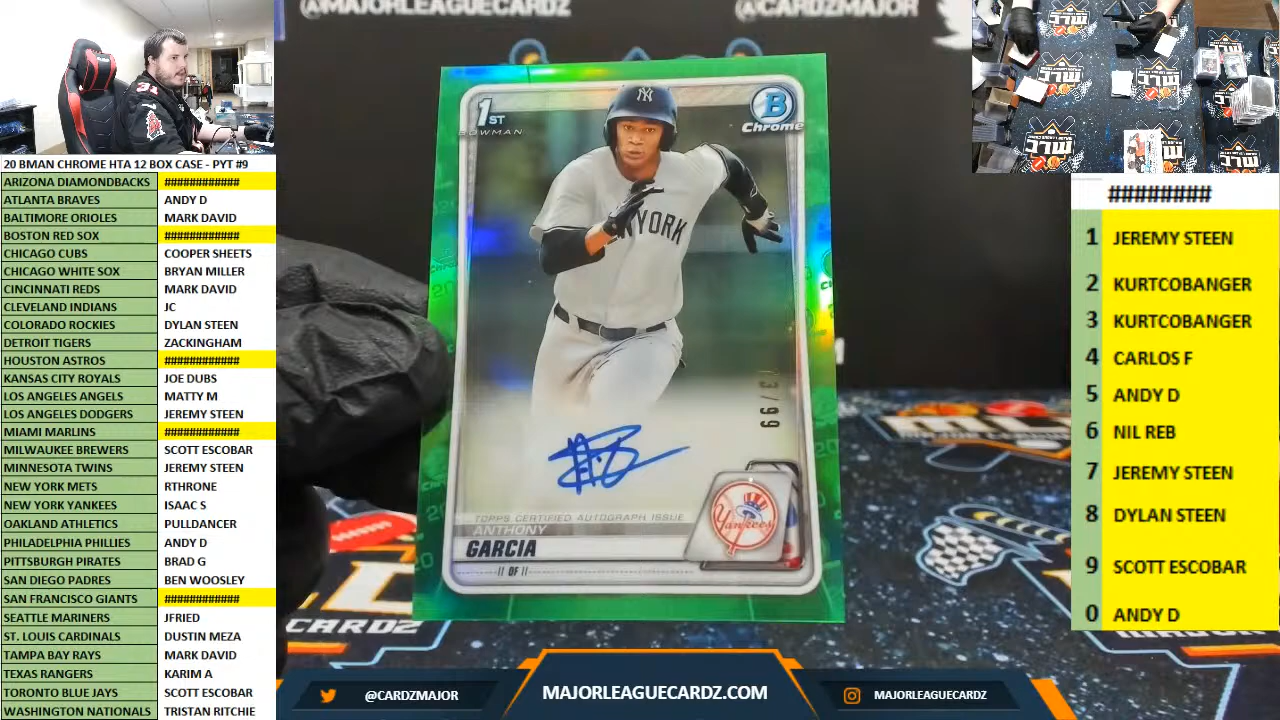 @MAJORLEAGUECARDZ
@CARDZMAJOR
20 BMAN CHROME HTA 12 BOX CASE - PYT #9
ARIZONA DIAMONDBACKS ############
ATLANTA BRAVES ANDY D
BALTIMORE ORIOLES MARK DAVID
BOSTON RED SOX ############
CHICAGO CUBS COOPER SHEETS
CHICAGO WHITE SOX BRYAN MILLER
CINCINNATI REDS MARK DAVID
CLEVELAND INDIANS JC
COLORADO ROCKIES DYLAN STEEN
DETROIT TIGERS ZACKINGHAM
HOUSTON ASTROS ############
KANSAS CITY ROYALS JOE DUBS
LOS ANGELES ANGELS MATTY M
LOS ANGELES DODGERS JEREMY STEEN
MIAMI MARLINS ############
MILWAUKEE BREWERS SCOTT ESCOBAR
MINNESOTA TWINS JEREMY STEEN
NEW YORK METS RTHRONE
NEW YORK YANKEES ISAAC S
OAKLAND ATHLETICS PULLDANCER
PHILADELPHIA PHILLIES ANDY D
PITTSBURGH PIRATES BRAD G
SAN DIEGO PADRES BEN WOOSLEY
SAN FRANCISCO GIANTS ############
SEATTLE MARINERS JFRIED
ST. LOUIS CARDINALS DUSTIN MEZA
TAMPA BAY RAYS MARK DAVID
TEXAS RANGERS KARIM A
TORONTO BLUE JAYS SCOTT ESCOBAR
WASHINGTON NATIONALS TRISTAN RITCHIE
1ST
BOWMAN
B
Chrome
NY
YORK
TOPPS CERTIFIED AUTOGRAPH ISSUE
ANTHONY
GARCIA
OF
Yankees
########
1 JEREMY STEEN
2 KURTCOBANGER
3 KURTCOBANGER
4 CARLOS F
5 ANDY D
6 NIL REB
7 JEREMY STEEN
8 DYLAN STEEN
9 SCOTT ESCOBAR
0 ANDY D
CARDZ
@CARDZMAJOR
MAJORLEAGUECARDZ.COM
MAJORLEAGUECARDZ